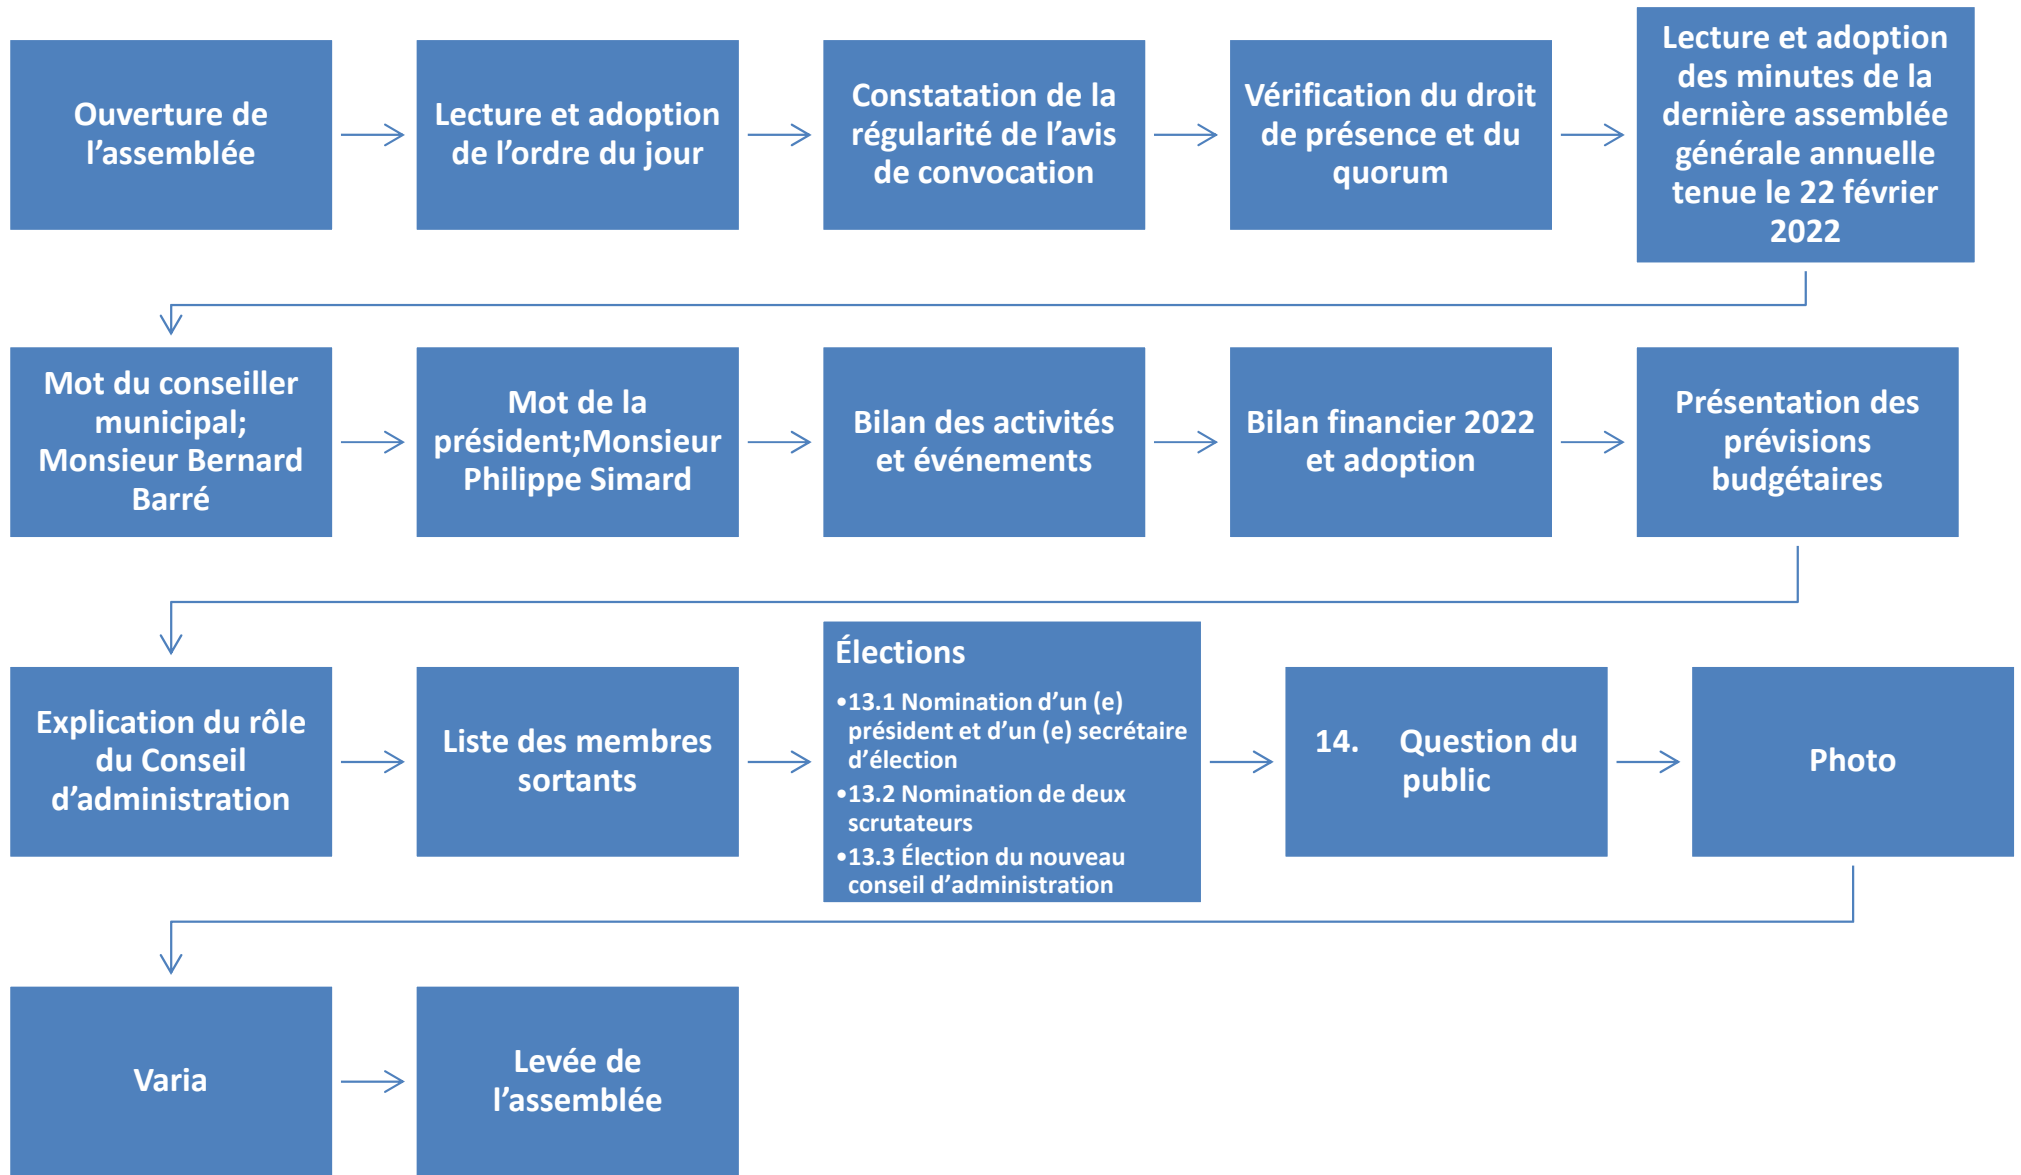 Ouverture de
l’assemblée
Lecture et adoption
de l’ordre du jour
Constatation de la
régularité de l’avis
de convocation
Vérification du droit
de présence et du
quorum
Lecture et adoption
des minutes de la
dernière assemblée
générale annuelle
tenue le 22 février
2022
Mot du conseiller
municipal;
Monsieur Bernard
Barré
Mot de la
président;Monsieur
Philippe Simard
Bilan des activités
et événements
Bilan financier 2022
et adoption
Présentation des
prévisions
budgétaires
Explication du rôle
du Conseil
d’administration
Liste des membres
sortants
Élections
•13.1 Nomination d’un (e)
président et d’un (e) secrétaire
d’élection
•13.2 Nomination de deux
scrutateurs
•13.3 Élection du nouveau
conseil d’administration
14. Question du
public
Photo
Varia
Levée de
l’assemblée